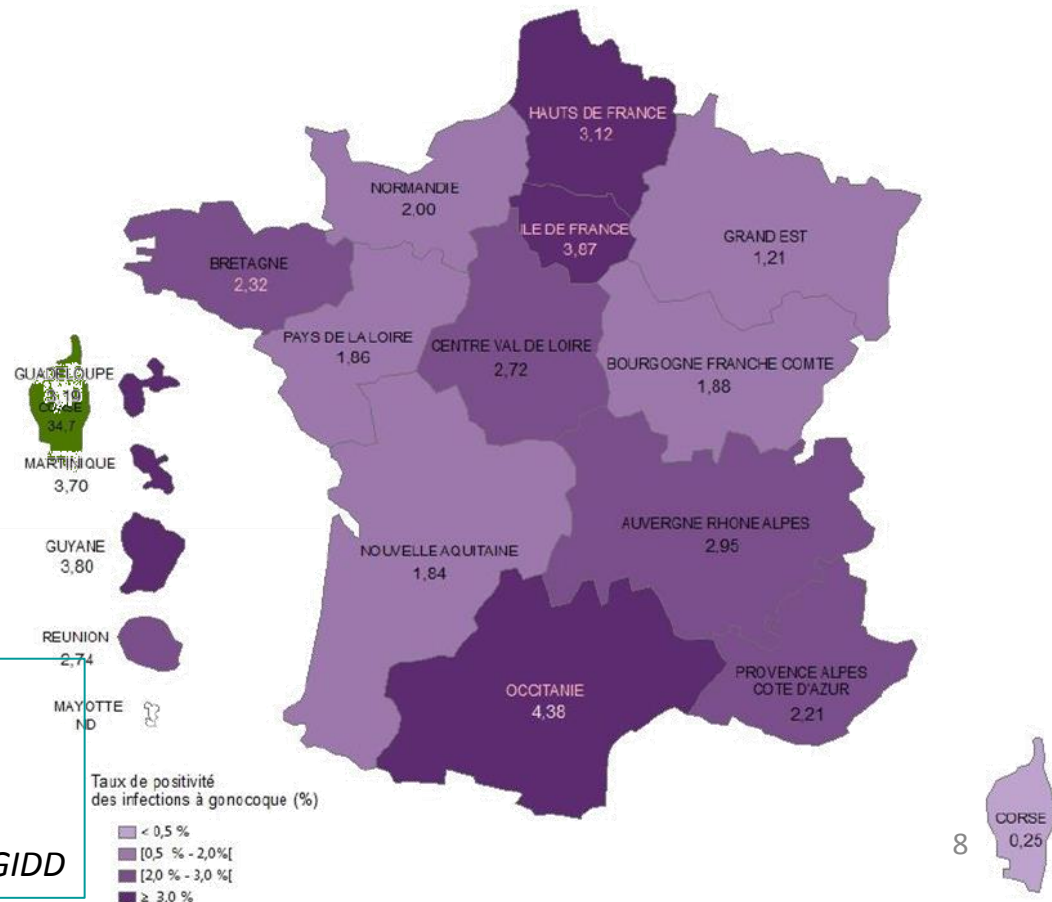 HAUTS DE FRANCE
3,12
NORMANDIE
2,00
ILE DE FRANCE
3,87
GRAND EST
1,21
BRETAGNE
2,32
PAYS DE LA LOIRE
1,86
CENTRE VAL DE LOIRE
2,72
BOURGOGNE FRANCHE COMTE
1,88
GUADELOUPE
CORSE
34,7
MARTINIQUE
3,70
GUYANE
3,80
REUNION
2,74
MAYOTTE
ND
NOUVELLE AQUITAINE
1,84
AUVERGNE RHONE ALPES
2,95
OCCITANIE
4,38
PROVENCE ALPES
COTE D'AZUR
2,21
CORSE
0,25
Taux de positivité
des infections à gonocoque (%)
< 0,5 %
[0,5 % - 2,0%[
[2,0 % - 3,0 %[
≥ 3,0 %
GIDD
8